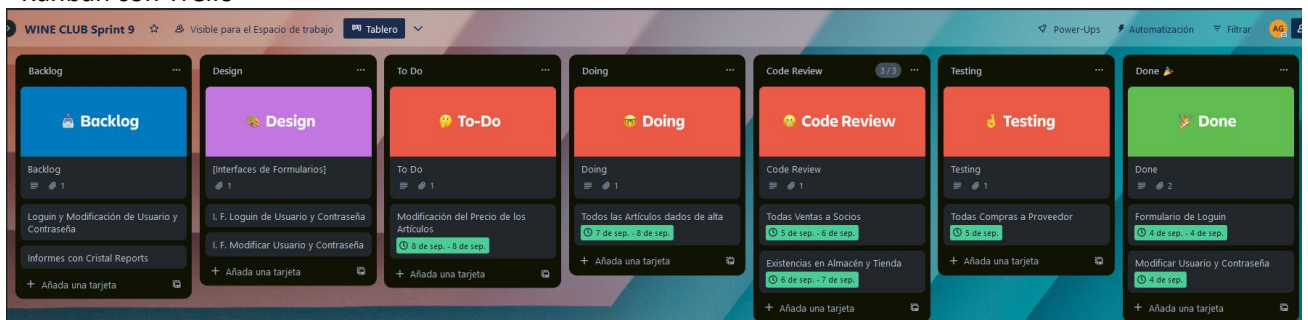 Kanban con Trello
WINE CLUB Sprint 9
Visible para el Espacio de trabajo
Tablero
Power-Ups
Automatización
Filtrar
AG
Backlog
Backlog
Backlog
1
Loguin y Modificación de Usuario y
Contraseña
Informes con Cristal Reports
+ Añada una tarjeta
Design
Design
[Interfaces de Formularios]
1
I. F. Loguin de Usuario y Contraseña
I. F. Modificar Usuario y Contraseña
+ Añada una tarjeta
To Do
To-Do
To Do
1
Modificación del Precio de los
Artículos
8 de sep. - 8 de sep.
+ Añada una tarjeta
Doing
Doing
Doing
1
Todos las Artículos dados de alta
7 de sep. - 8 de sep.
+ Añada una tarjeta
Code Review
3 / 3
Code Review
Code Review
1
Todas Ventas a Socios
5 de sep. - 6 de sep.
Existencias en Almacén y Tienda
6 de sep. - 7 de sep.
+ Añada una tarjeta
Testing
Testing
Testing
1
Todas Compras a Proveedor
5 de sep.
+ Añada una tarjeta
Done
Done
Done
2
Formulario de Loguin
4 de sep. - 4 de sep.
Modificar Usuario y Contraseña
4 de sep.
+ Añada una tarjeta